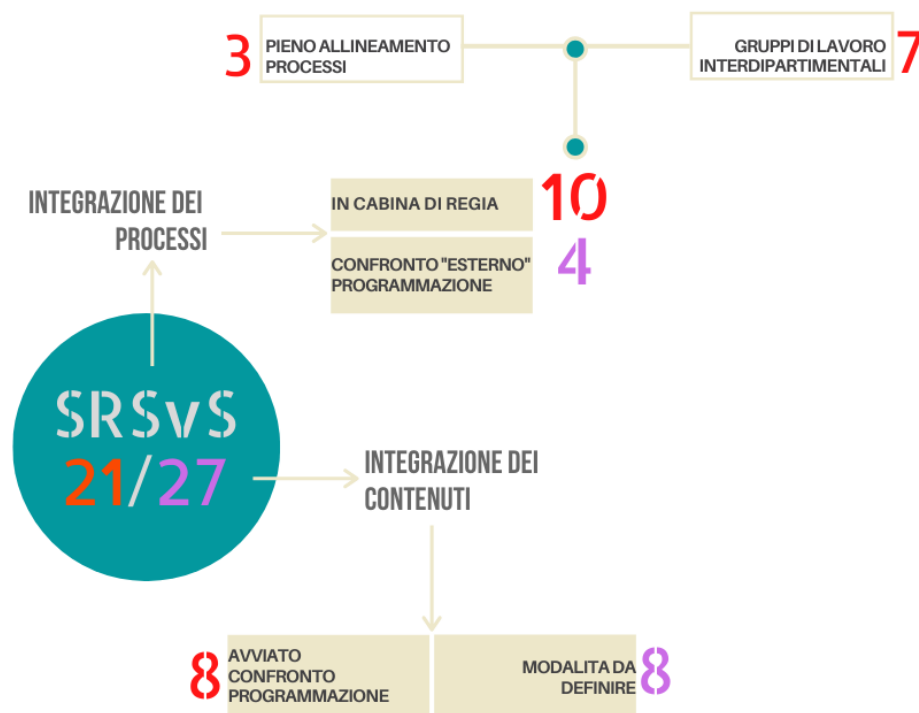 3
PIENO ALLINEAMENTO
PROCESSI
GRUPPI DI LAVORO
INTERDIPARTIMENTALI
7
INTEGRAZIONE DEI
PROCESSI
IN CABINA DI REGIA
10
CONFRONTO "ESTERNO"
PROGRAMMAZIONE
4
SRSvS
21/27
INTEGRAZIONE DEI
CONTENUTI
8
AVVIATO
CONFRONTO
PROGRAMMAZIONE
MODALITA DA
DEFINIRE
8